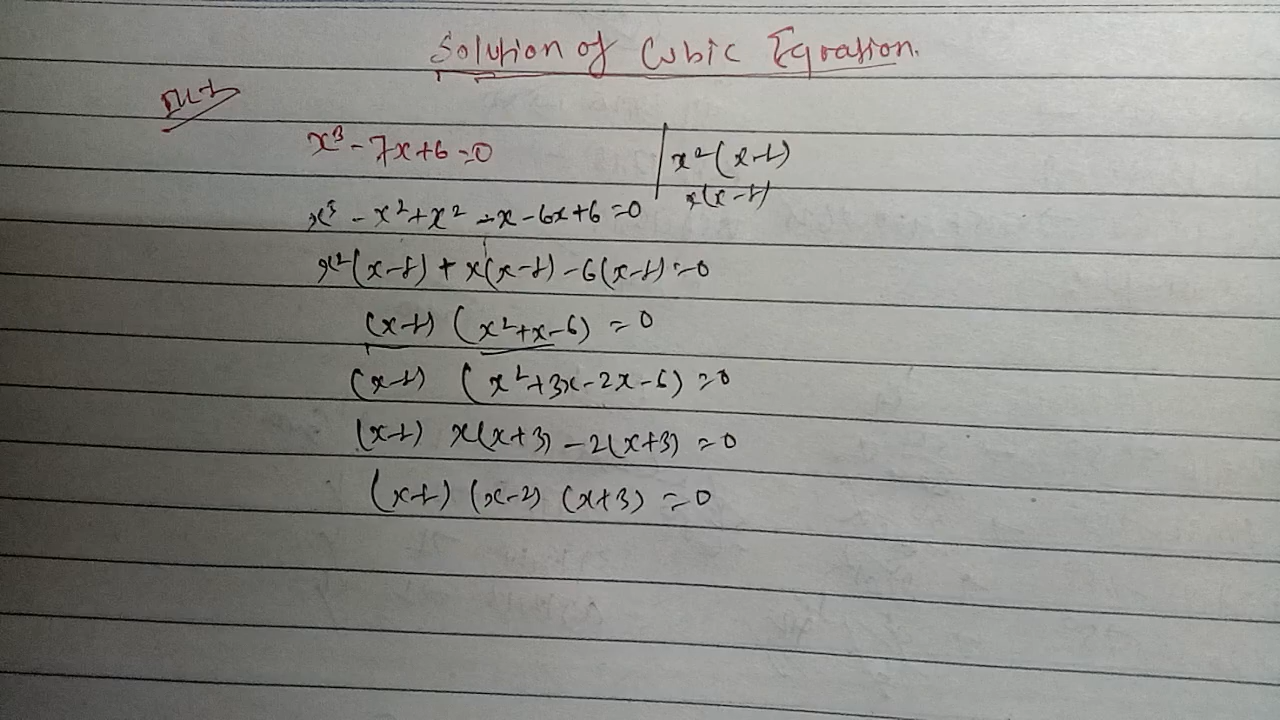 Solution of Cubic Equation.
x³ - 7x + 6 = 0
x²(x-1)
x(x-1)
x³ - x² + x² - x - 6x + 6 = 0
x²(x-1) + x(x-1) - 6(x-1) = 0
(x-1) (x² + x - 6) = 0
(x-1) (x² + 3x - 2x - 6) = 0
(x-1) x(x+3) - 2(x+3) = 0
(x-1) (x-2) (x+3) = 0